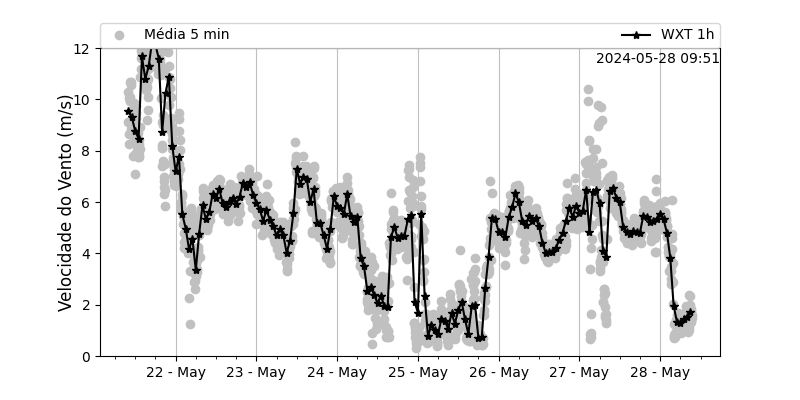 Média 5 min
WXT 1h
2024-05-28 09:51
Velocidade do Vento (m/s)
12
10
8
6
4
2
0
22 - May
23 - May
24 - May
25 - May
26 - May
27 - May
28 - May